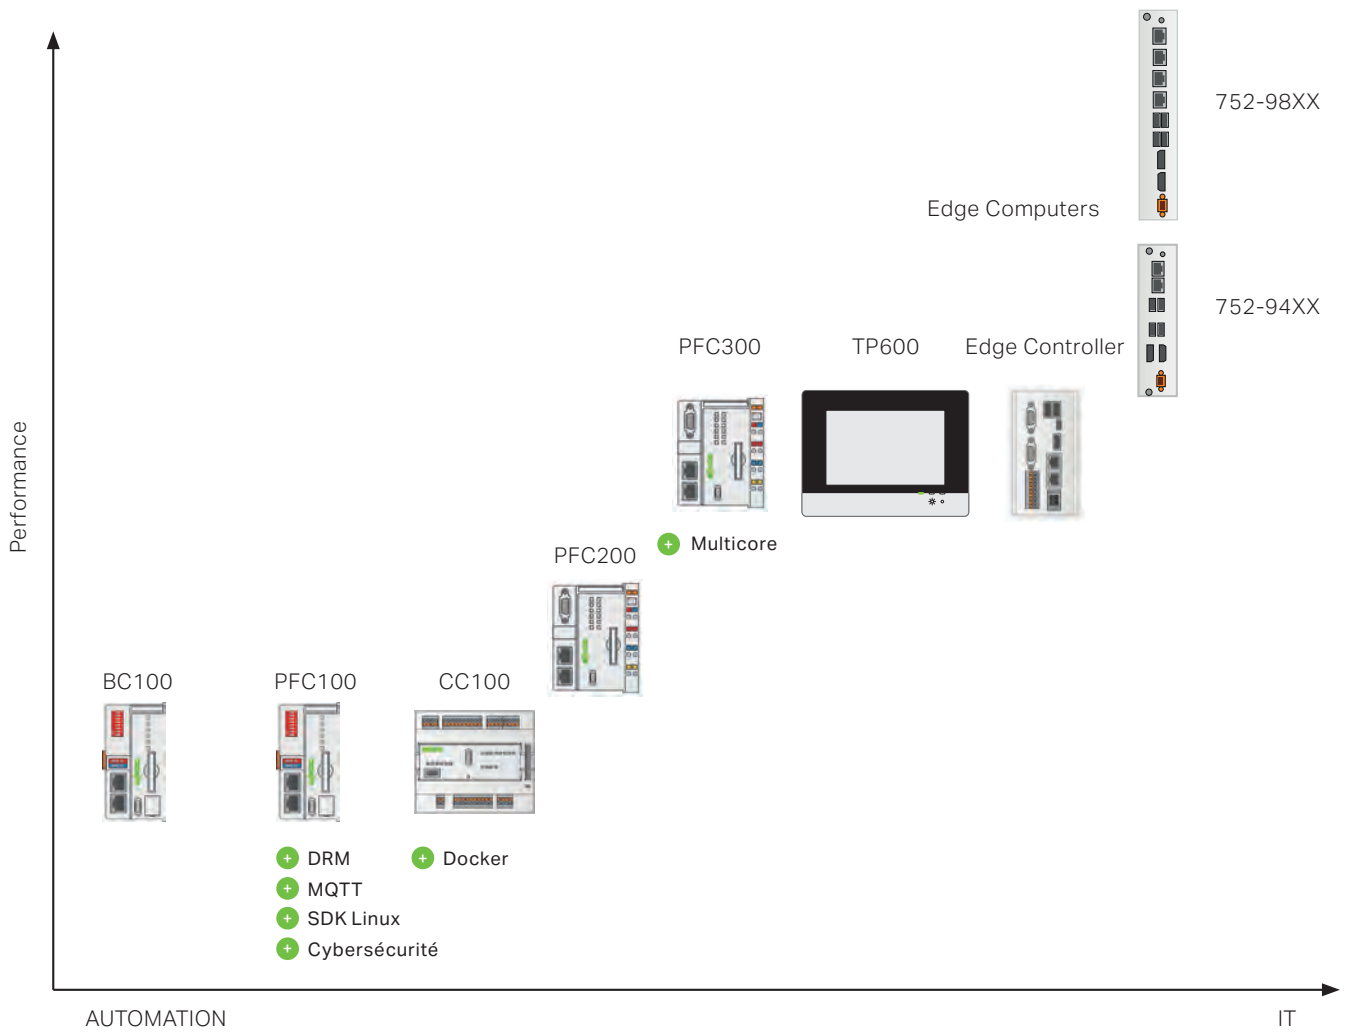 752-98XX
Edge Computers
752-94XX
PFC300
TP600
Edge Controller
Performance
Multicore
PFC200
BC100
PFC100
CC100
DRM
Docker
MQTT
SDK Linux
Cybersécurité
AUTOMATION
IT